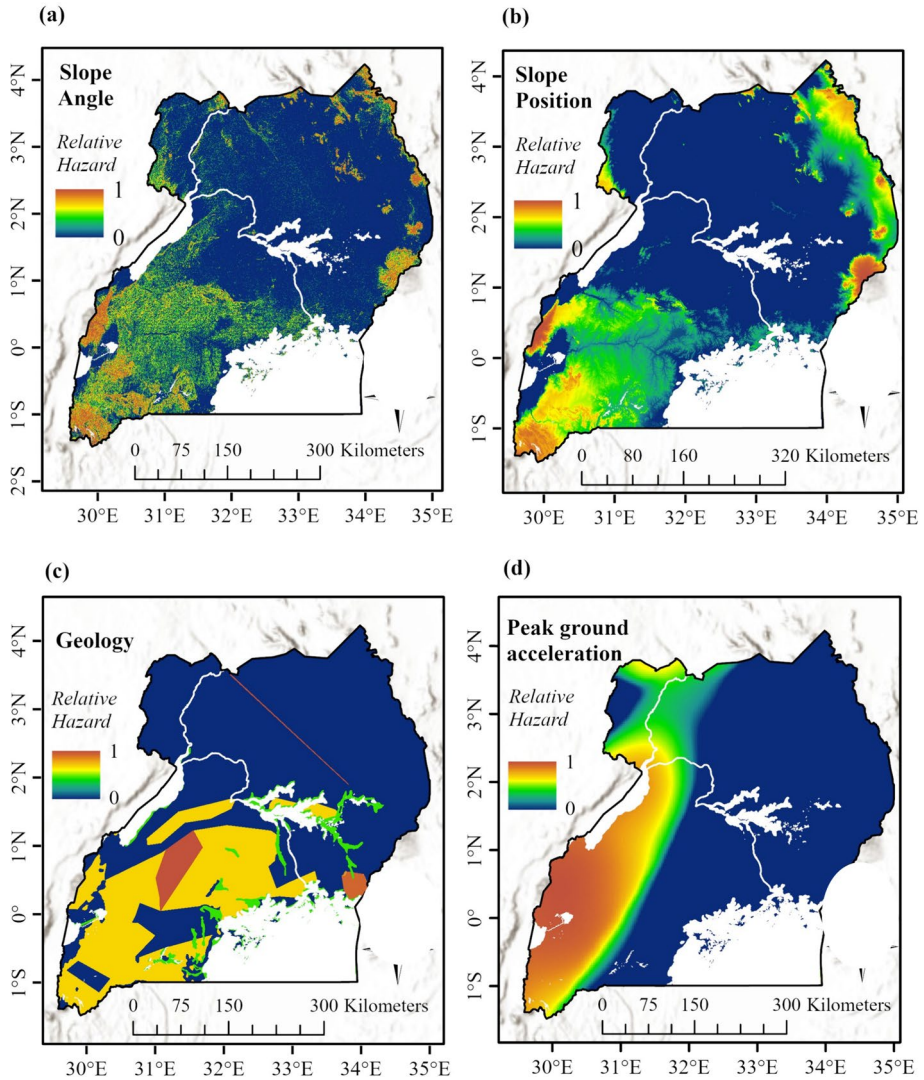 (a)
Slope
Angle
Relative
Hazard
1
0
4°N
3°N
2°N
1°N
0°
1°S
2°S
0 75 150 300 Kilometers
30°E 31°E 32°E 33°E 34°E 35°E
(b)
Slope
Position
Relative
Hazard
1
0
4°N
3°N
2°N
1°N
0°
1°S
0 80 160 320 Kilometers
30°E 31°E 32°E 33°E 34°E 35°E
(c)
Geology
Relative
Hazard
1
0
4°N
3°N
2°N
1°N
0°
1°S
0 75 150 300 Kilometers
30°E 31°E 32°E 33°E 34°E 35°E
(d)
Peak ground
acceleration
Relative
Hazard
1
0
4°N
3°N
2°N
1°N
0°
1°S
0 75 150 300 Kilometers
30°E 31°E 32°E 33°E 34°E 35°E